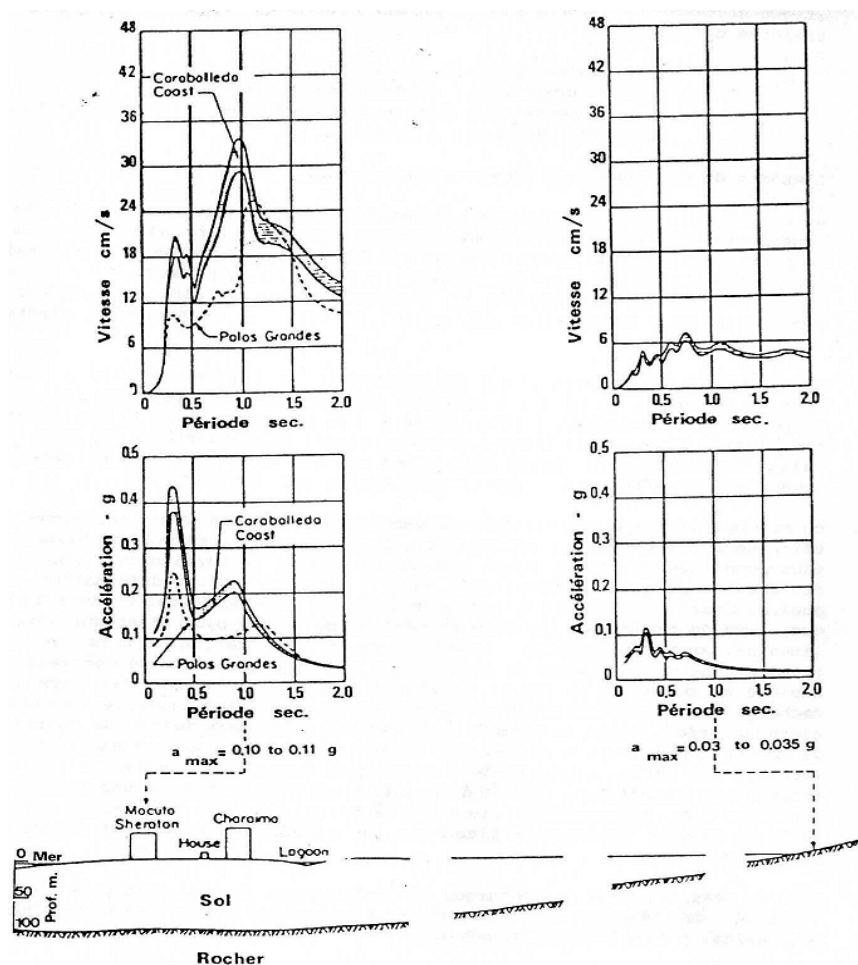 48
42
36
30
24
18
12
6
0
Vitesse cm/s
Caraballeda
Coast
Palos Grandes
0 0.5 1.0 1.5 2.0
Période sec.
48
42
36
30
24
18
12
6
0
Vitesse cm/s
0 0.5 1.0 1.5 2.0
Période sec.
0,5
0,4
0,3
0,2
0,1
0
Accélération - g
Caraballeda
Coast
Palos Grandes
0 0.5 1.0 1.5 2.0
Période sec.
0,5
0,4
0,3
0,2
0,1
0
Accélération - g
0 0.5 1.0 1.5 2.0
Période sec.
a max = 0.10 to 0.11 g
a max = 0.03 to 0.035 g
Macuto
Sheraton
House
Charaima
Lagoon
0 Mer
50
100
Prof. m.
Sol
Rocher